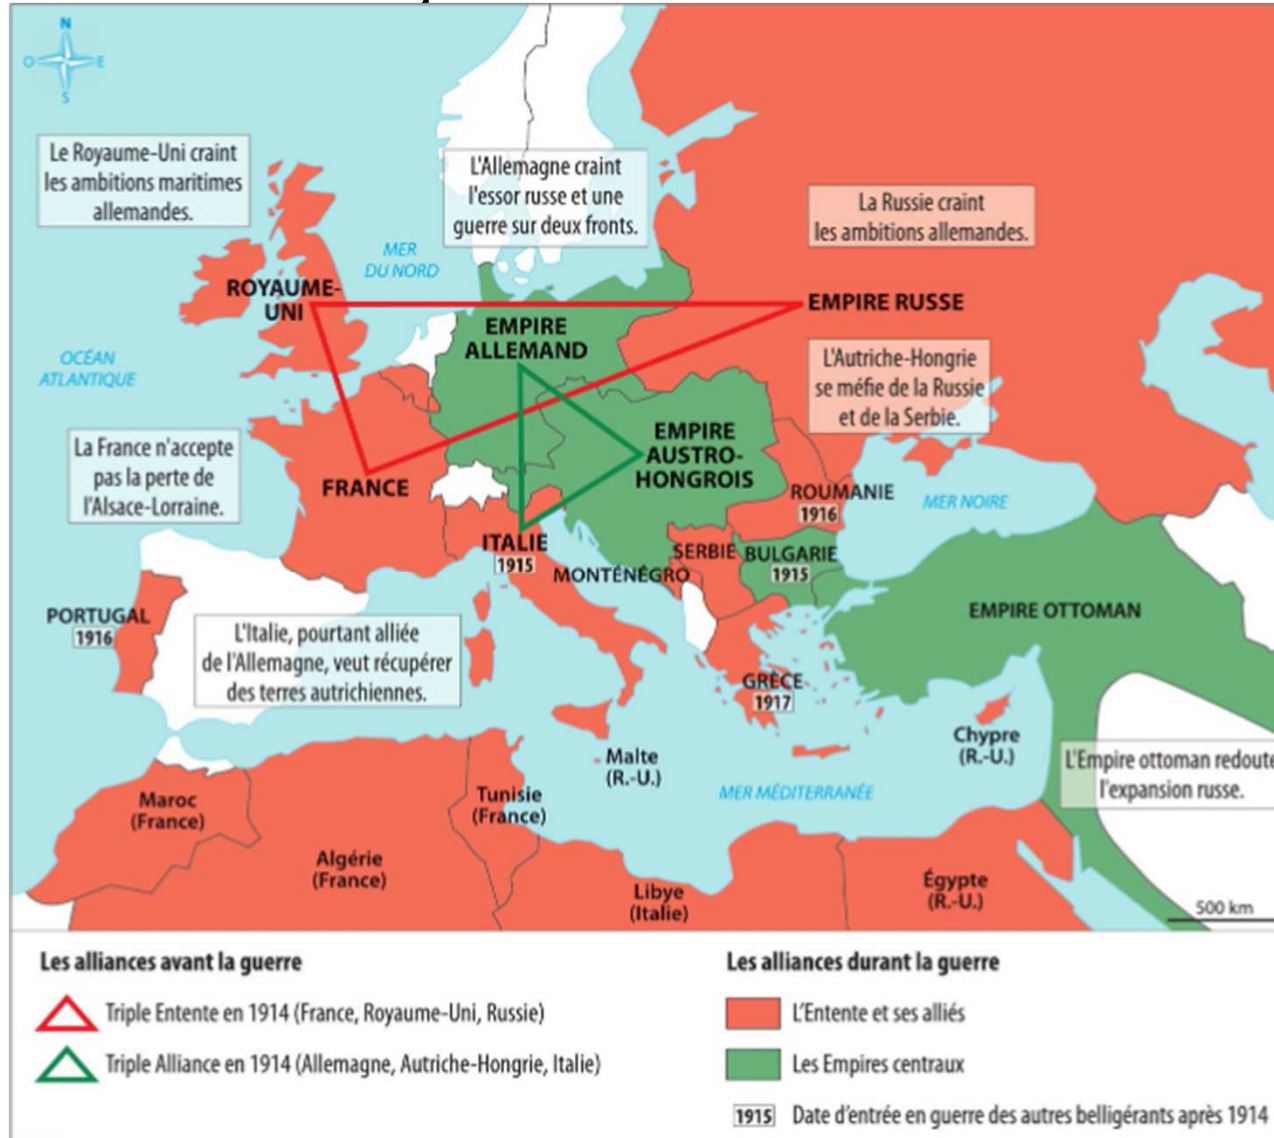 N
O
E
S
Le Royaume-Uni craint
les ambitions maritimes
allemandes.
L'Allemagne craint
l'essor russe et une
guerre sur deux fronts.
La Russie craint
les ambitions allemandes.
MER
DU NORD
ROYAUME-
UNI
EMPIRE RUSSE
EMPIRE
ALLEMAND
OCÉAN
ATLANTIQUE
L'Autriche-Hongrie
se méfie de la Russie
et de la Serbie.
La France n'accepte
pas la perte de
l'Alsace-Lorraine.
EMPIRE
AUSTRO-
HONGROIS
FRANCE
ROUMANIE
1916
MER NOIRE
ITALIE
1915
SERBIE
BULGARIE
1915
MONTÉNÉGRO
PORTUGAL
1916
EMPIRE OTTOMAN
L'Italie, pourtant alliée
de l'Allemagne, veut récupérer
des terres autrichiennes.
GRÈCE
1917
Malte
(R.-U.)
Chypre
(R.-U.)
L'Empire ottoman redoute
l'expansion russe.
MER MÉDITERRANÉE
Maroc
(France)
Tunisie
(France)
Algérie
(France)
Libye
(Italie)
Égypte
(R.-U.)
500 km
Les alliances avant la guerre
Triple Entente en 1914 (France, Royaume-Uni, Russie)
Triple Alliance en 1914 (Allemagne, Autriche-Hongrie, Italie)
Les alliances durant la guerre
L'Entente et ses alliés
Les Empires centraux
1915 Date d'entrée en guerre des autres belligérants après 1914